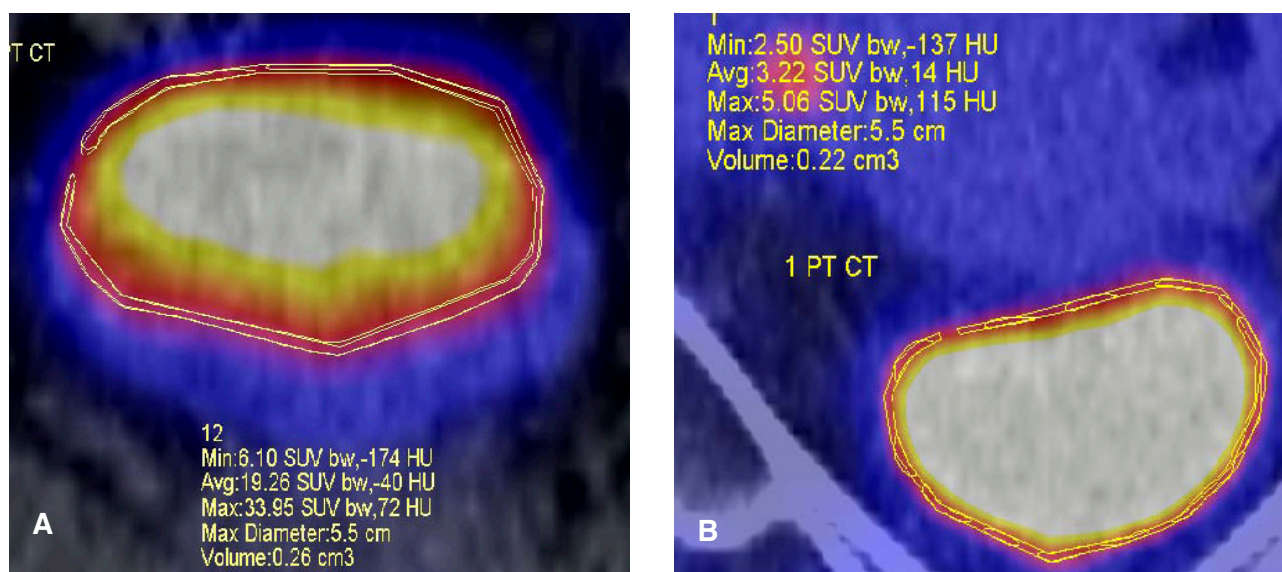 PT CT
12
Min:6.10 SUV bw,-174 HU
Avg:19.26 SUV bw,-40 HU
Max:33.95 SUV bw,72 HU
Max Diameter:5.5 cm
Volume:0.26 cm3
A
Min:2.50 SUV bw,-137 HU
Avg:3.22 SUV bw,14 HU
Max:5.06 SUV bw,115 HU
Max Diameter:5.5 cm
Volume:0.22 cm3
1 PT CT
B